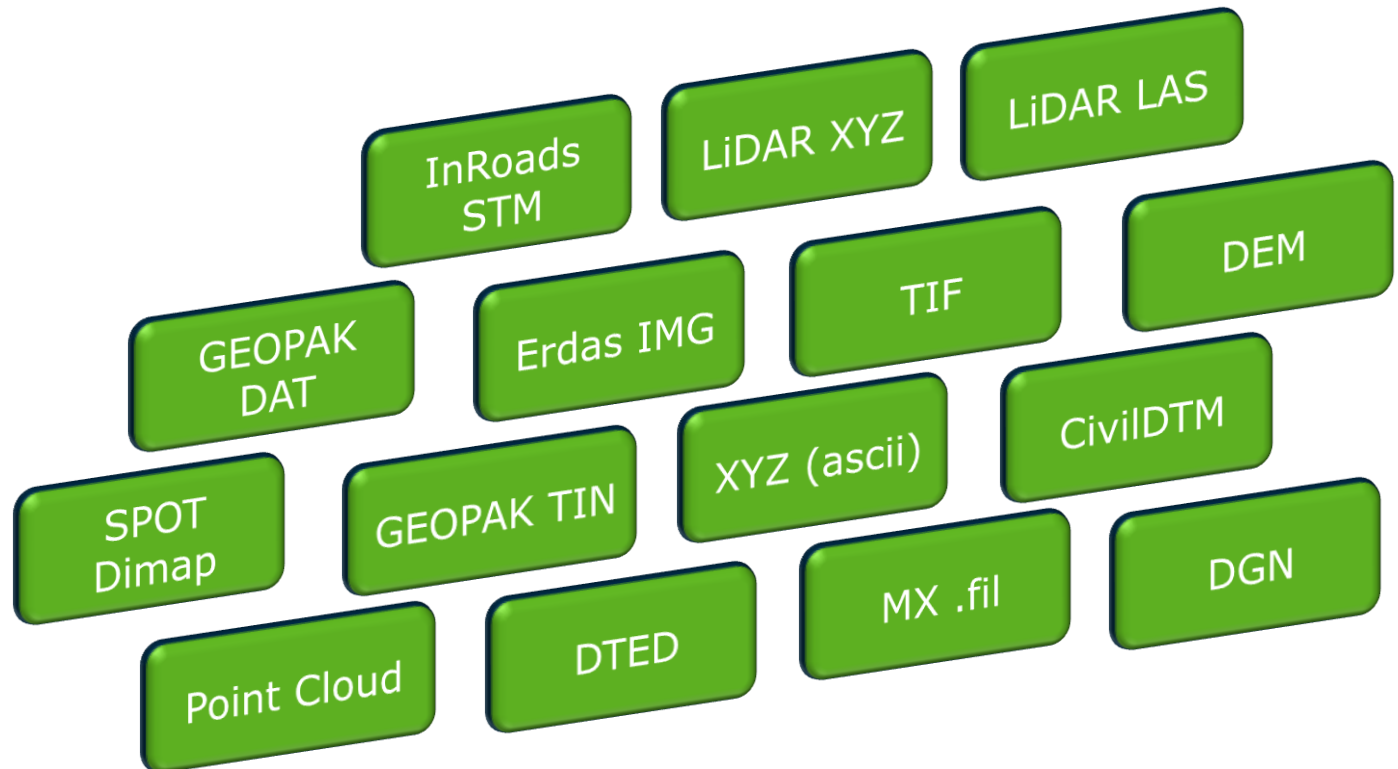 InRoads
STM
LiDAR XYZ
LiDAR LAS
GEOPAK
DAT
Erdas IMG
TIF
DEM
SPOT
Dimap
GEOPAK TIN
XYZ (ascii)
CivilDTM
Point Cloud
DTED
MX .fil
DGN